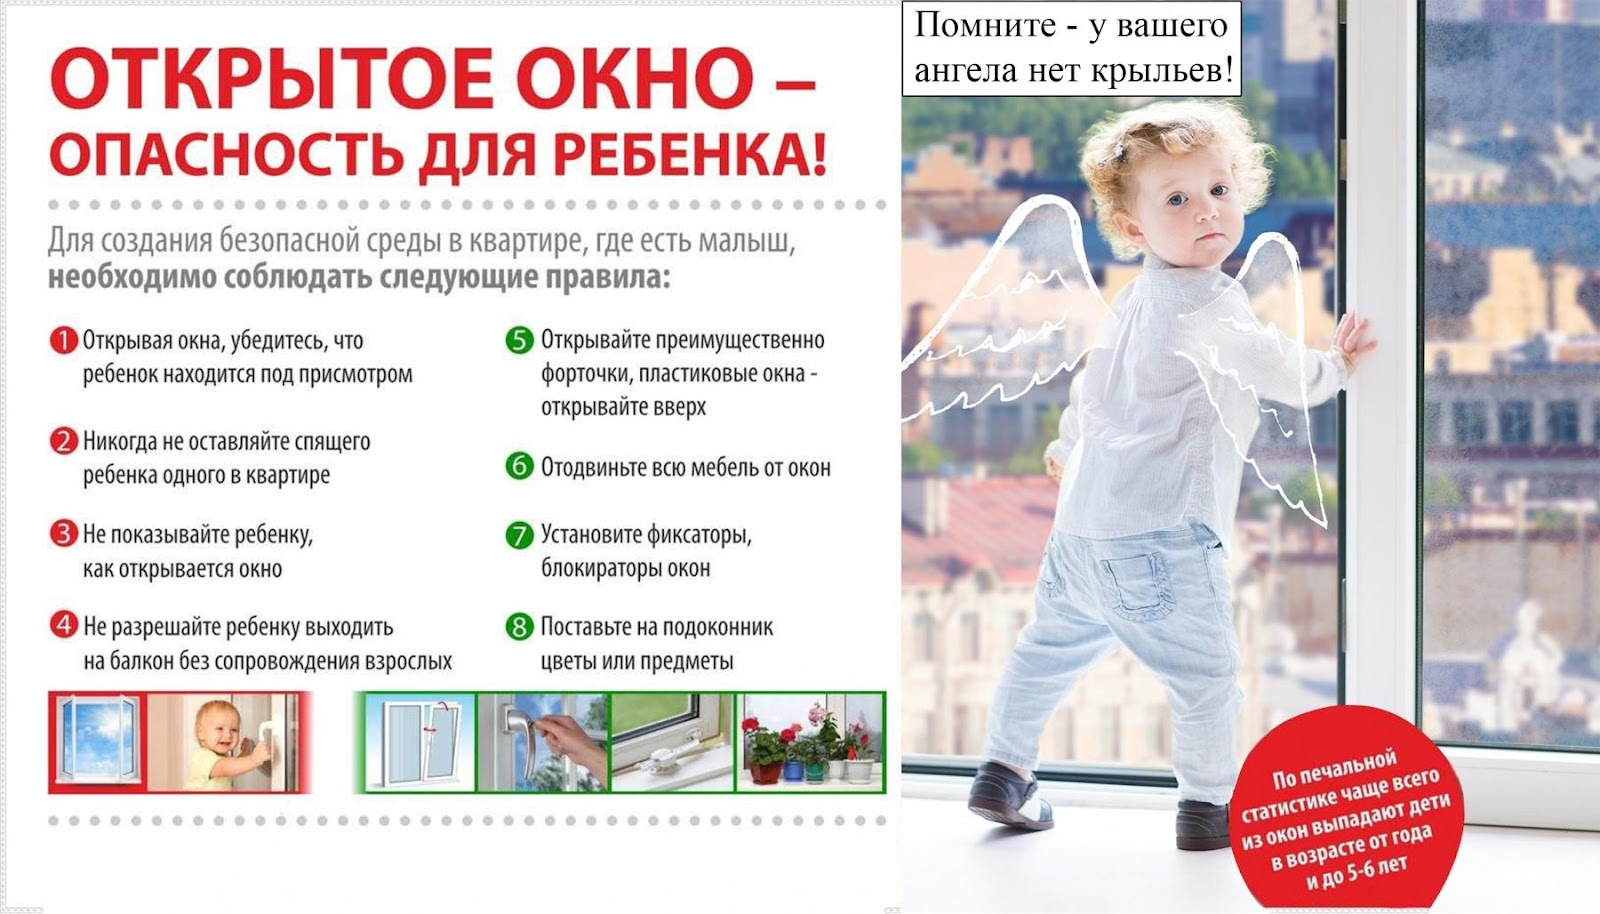 ОТКРЫТОЕ ОКНО –
ОПАСНОСТЬ ДЛЯ РЕБЕНКА!
Для создания безопасной среды в квартире, где есть малыш,
необходимо соблюдать следующие правила:
1 Открывая окна, убедитесь, что
ребенок находится под присмотром
2 Никогда не оставляйте спящего
ребенка одного в квартире
3 Не показывайте ребенку,
как открывается окно
4 Не разрешайте ребенку выходить
на балкон без сопровождения взрослых
5 Открывайте преимущественно
форточки, пластиковые окна -
открывайте вверх
6 Отодвиньте всю мебель от окон
7 Установите фиксаторы,
блокираторы окон
8 Поставьте на подоконник
цветы или предметы
Помните - у вашего
ангела нет крыльев!
По печальной
статистике чаще всего
из окон выпадают дети
в возрасте от года
и до 5-6 лет